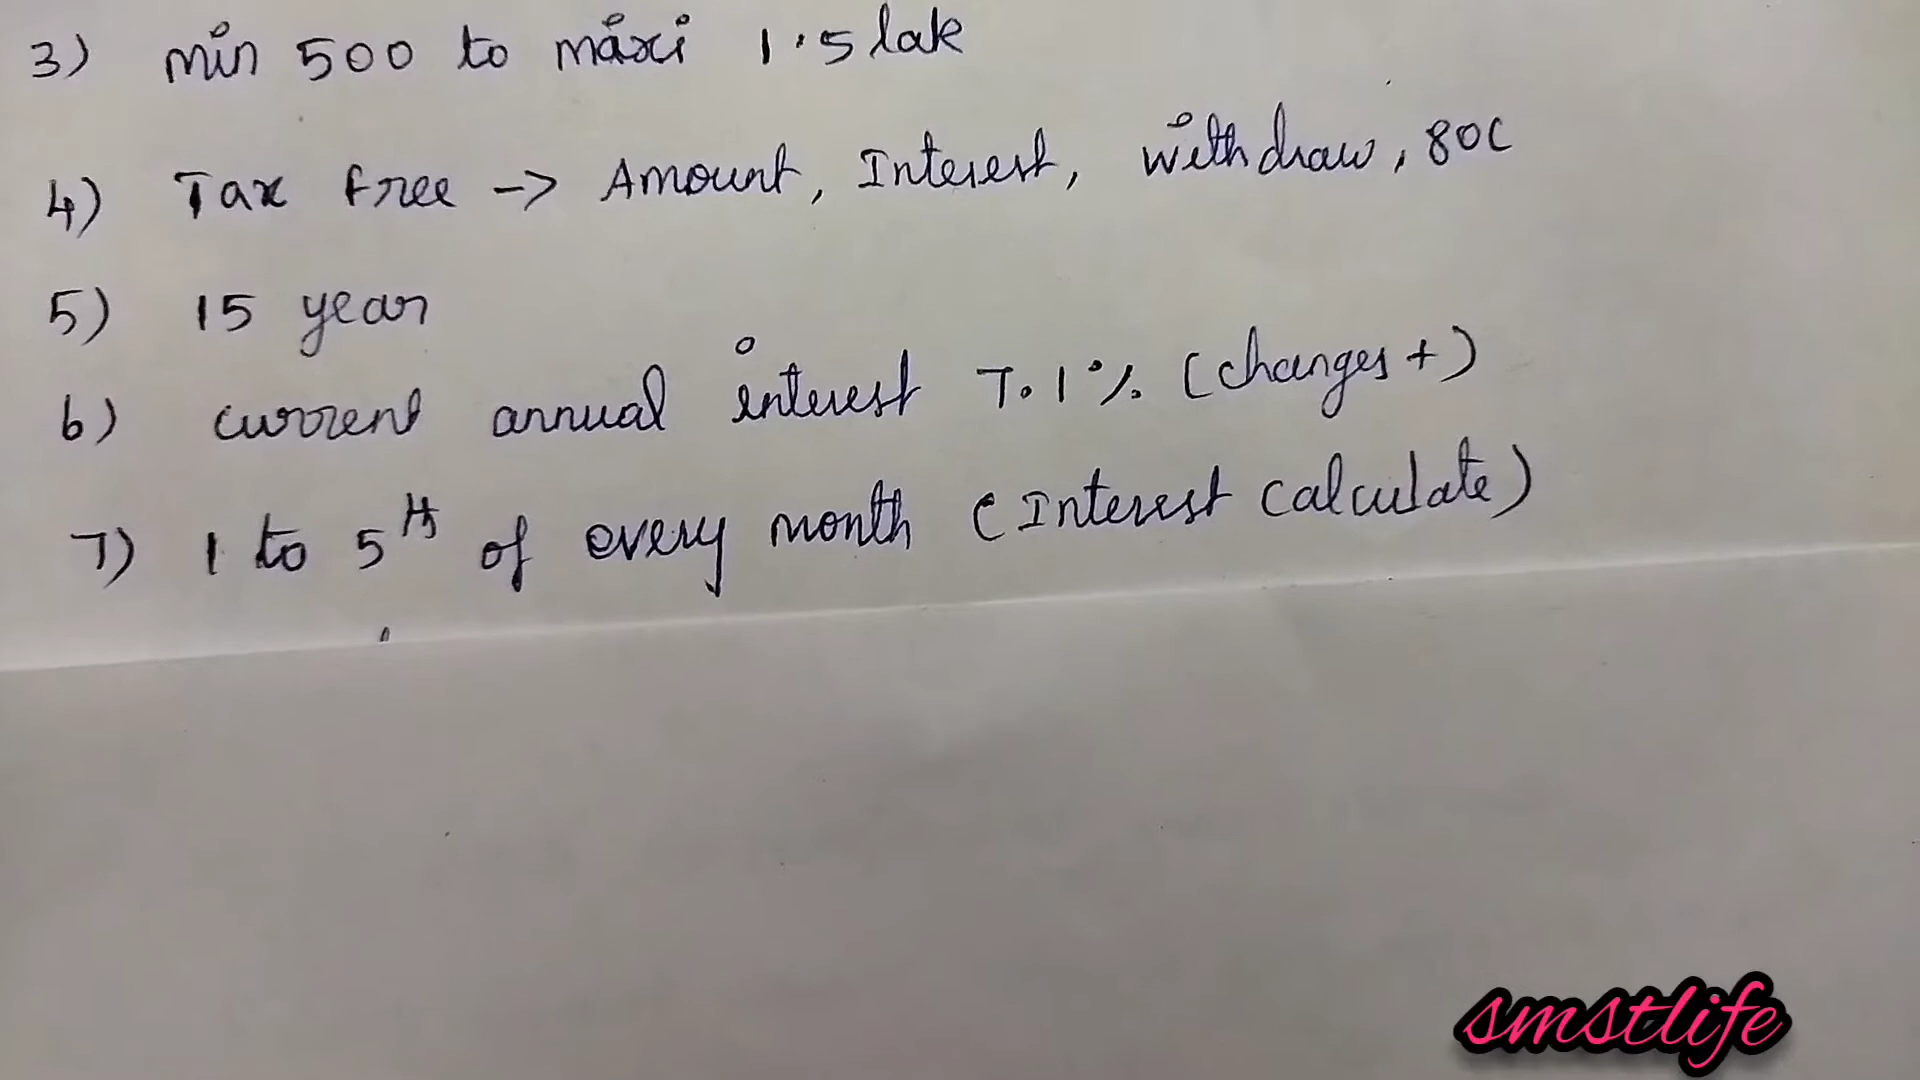 3) min 500 to maxi 1.5 lak
4) Tax free -> Amount, Interest, withdraw, 80C
5) 15 year
6) current annual interest 7.1% (changes +)
7) 1 to 5th of every month (Interest calculate)
smstlife